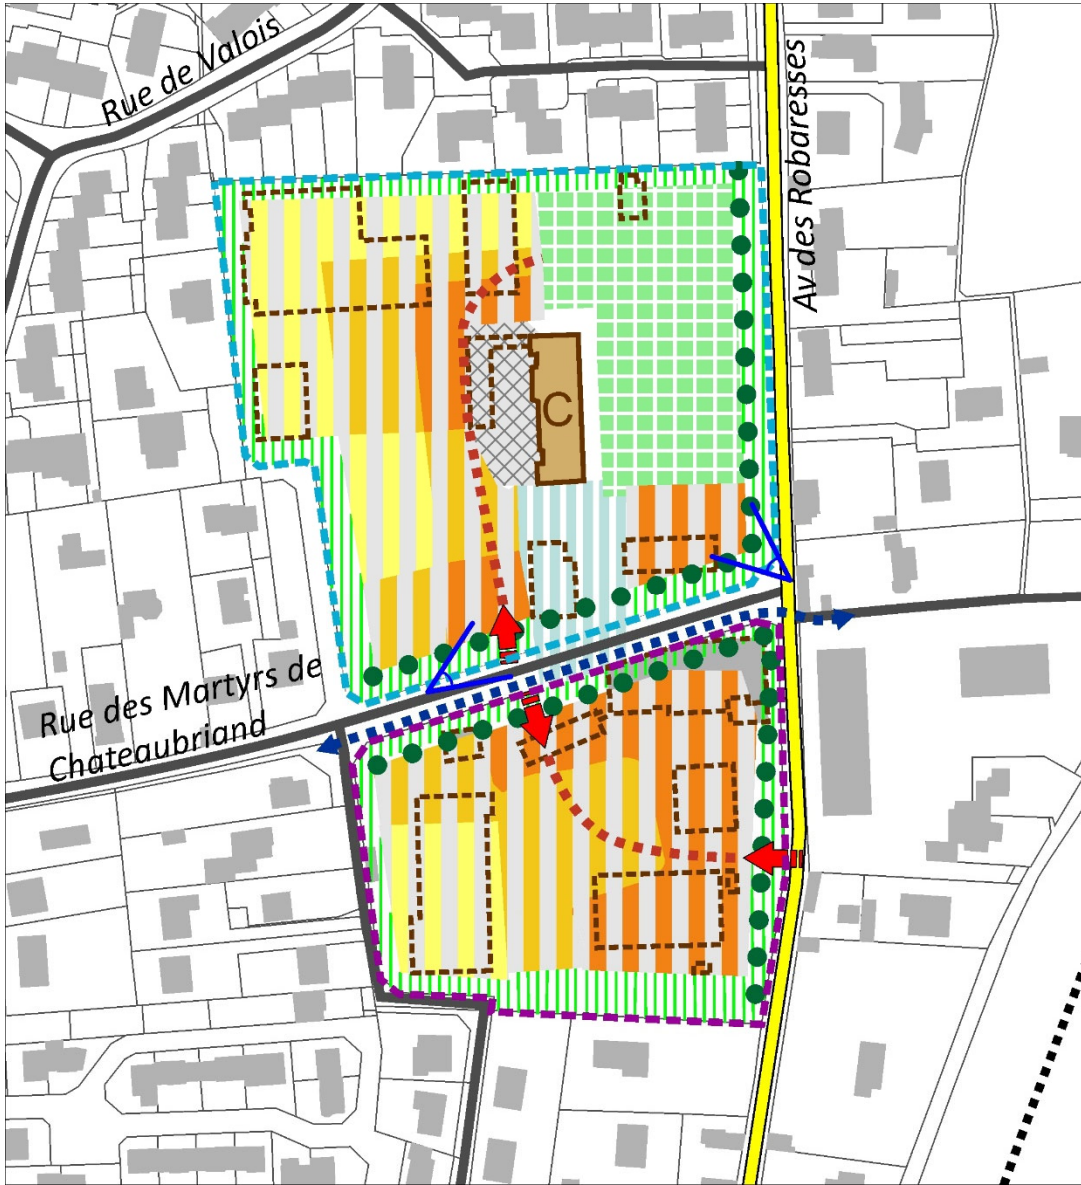 Rue de Valois
Av des Robaresses
C
Rue des Martyrs de
Chateaubriand